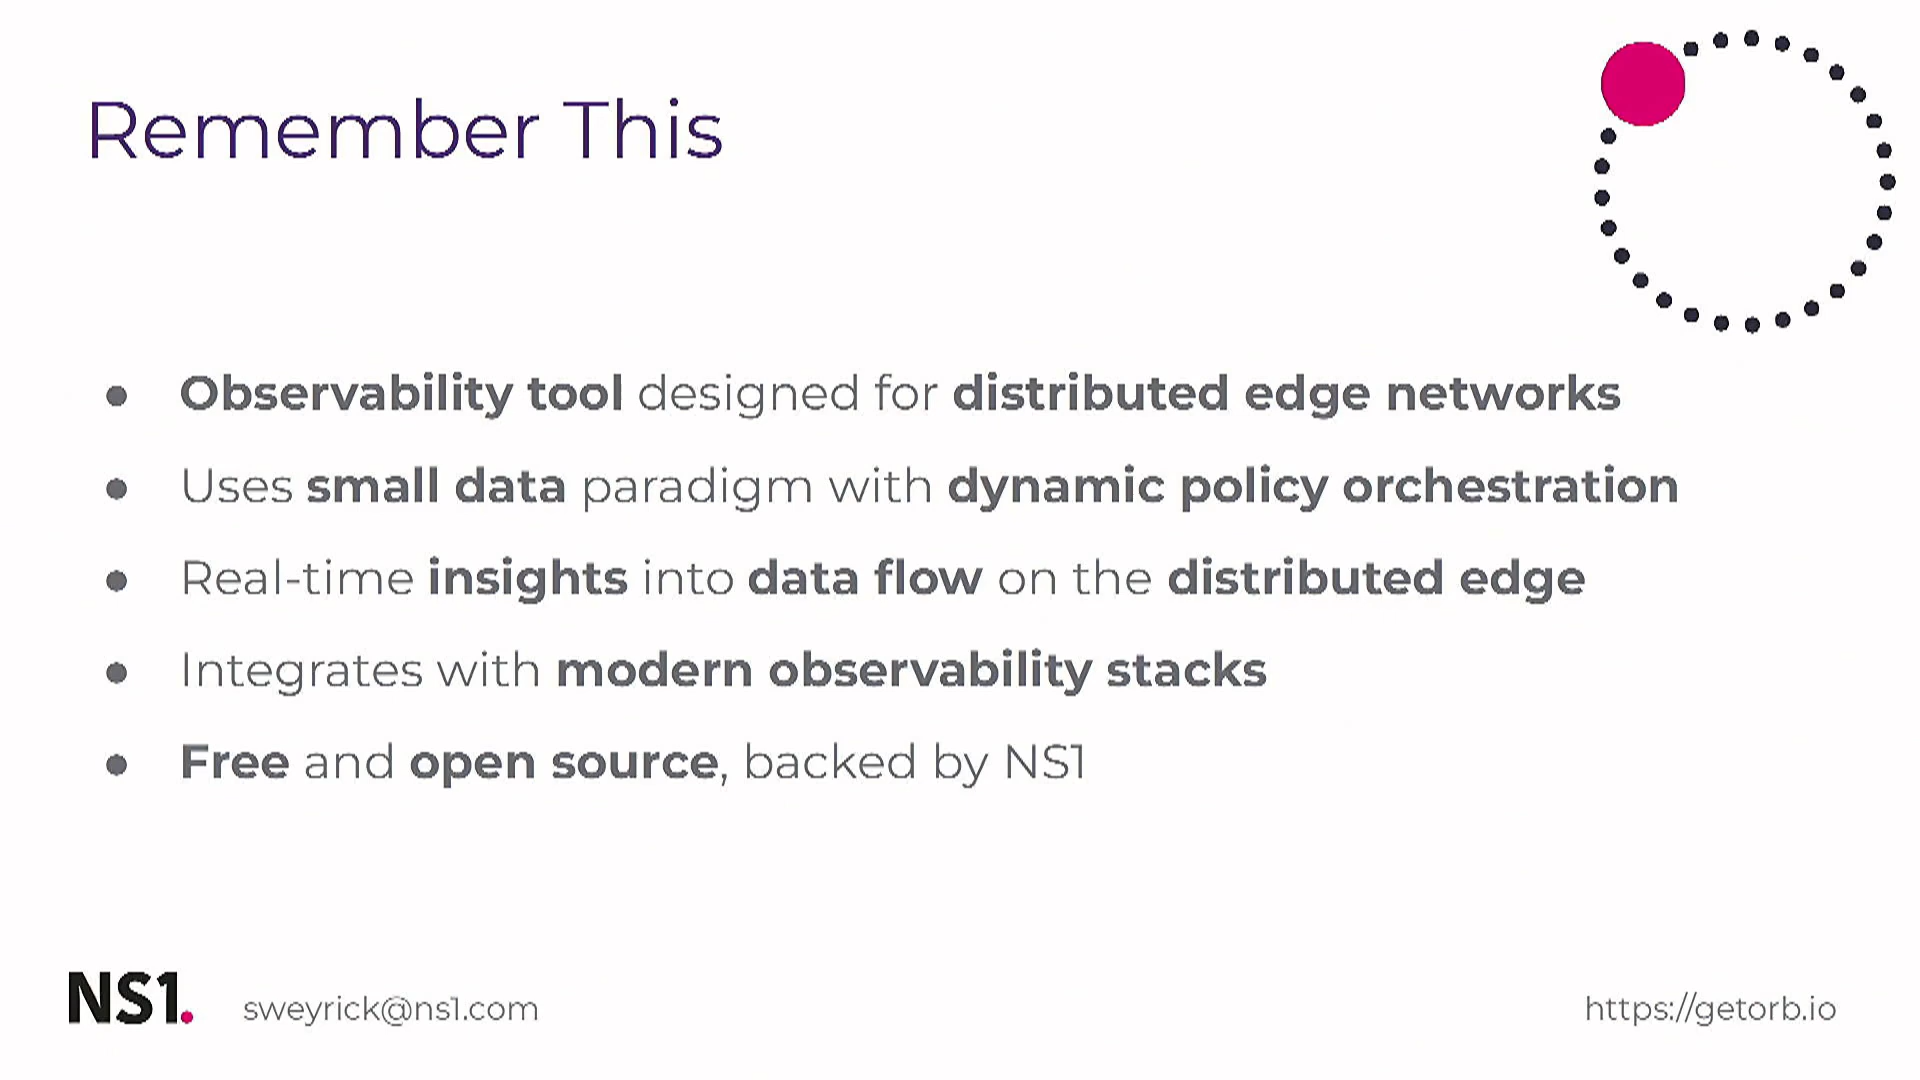 Remember This
● Observability tool designed for distributed edge networks
● Uses small data paradigm with dynamic policy orchestration
● Real-time insights into data flow on the distributed edge
● Integrates with modern observability stacks
● Free and open source, backed by NS1
NS1. sweyrick@ns1.com https://getorb.io